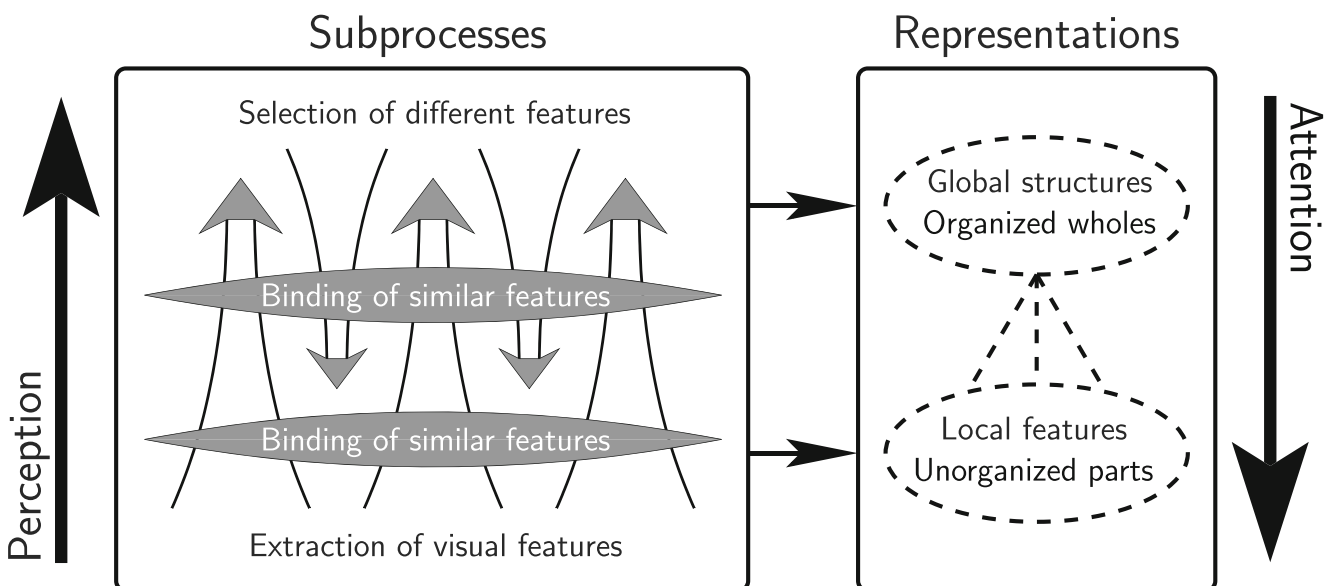 Subprocesses
Representations
Perception
Selection of different features
Binding of similar features
Binding of similar features
Extraction of visual features
Global structures
Organized wholes
Local features
Unorganized parts
Attention